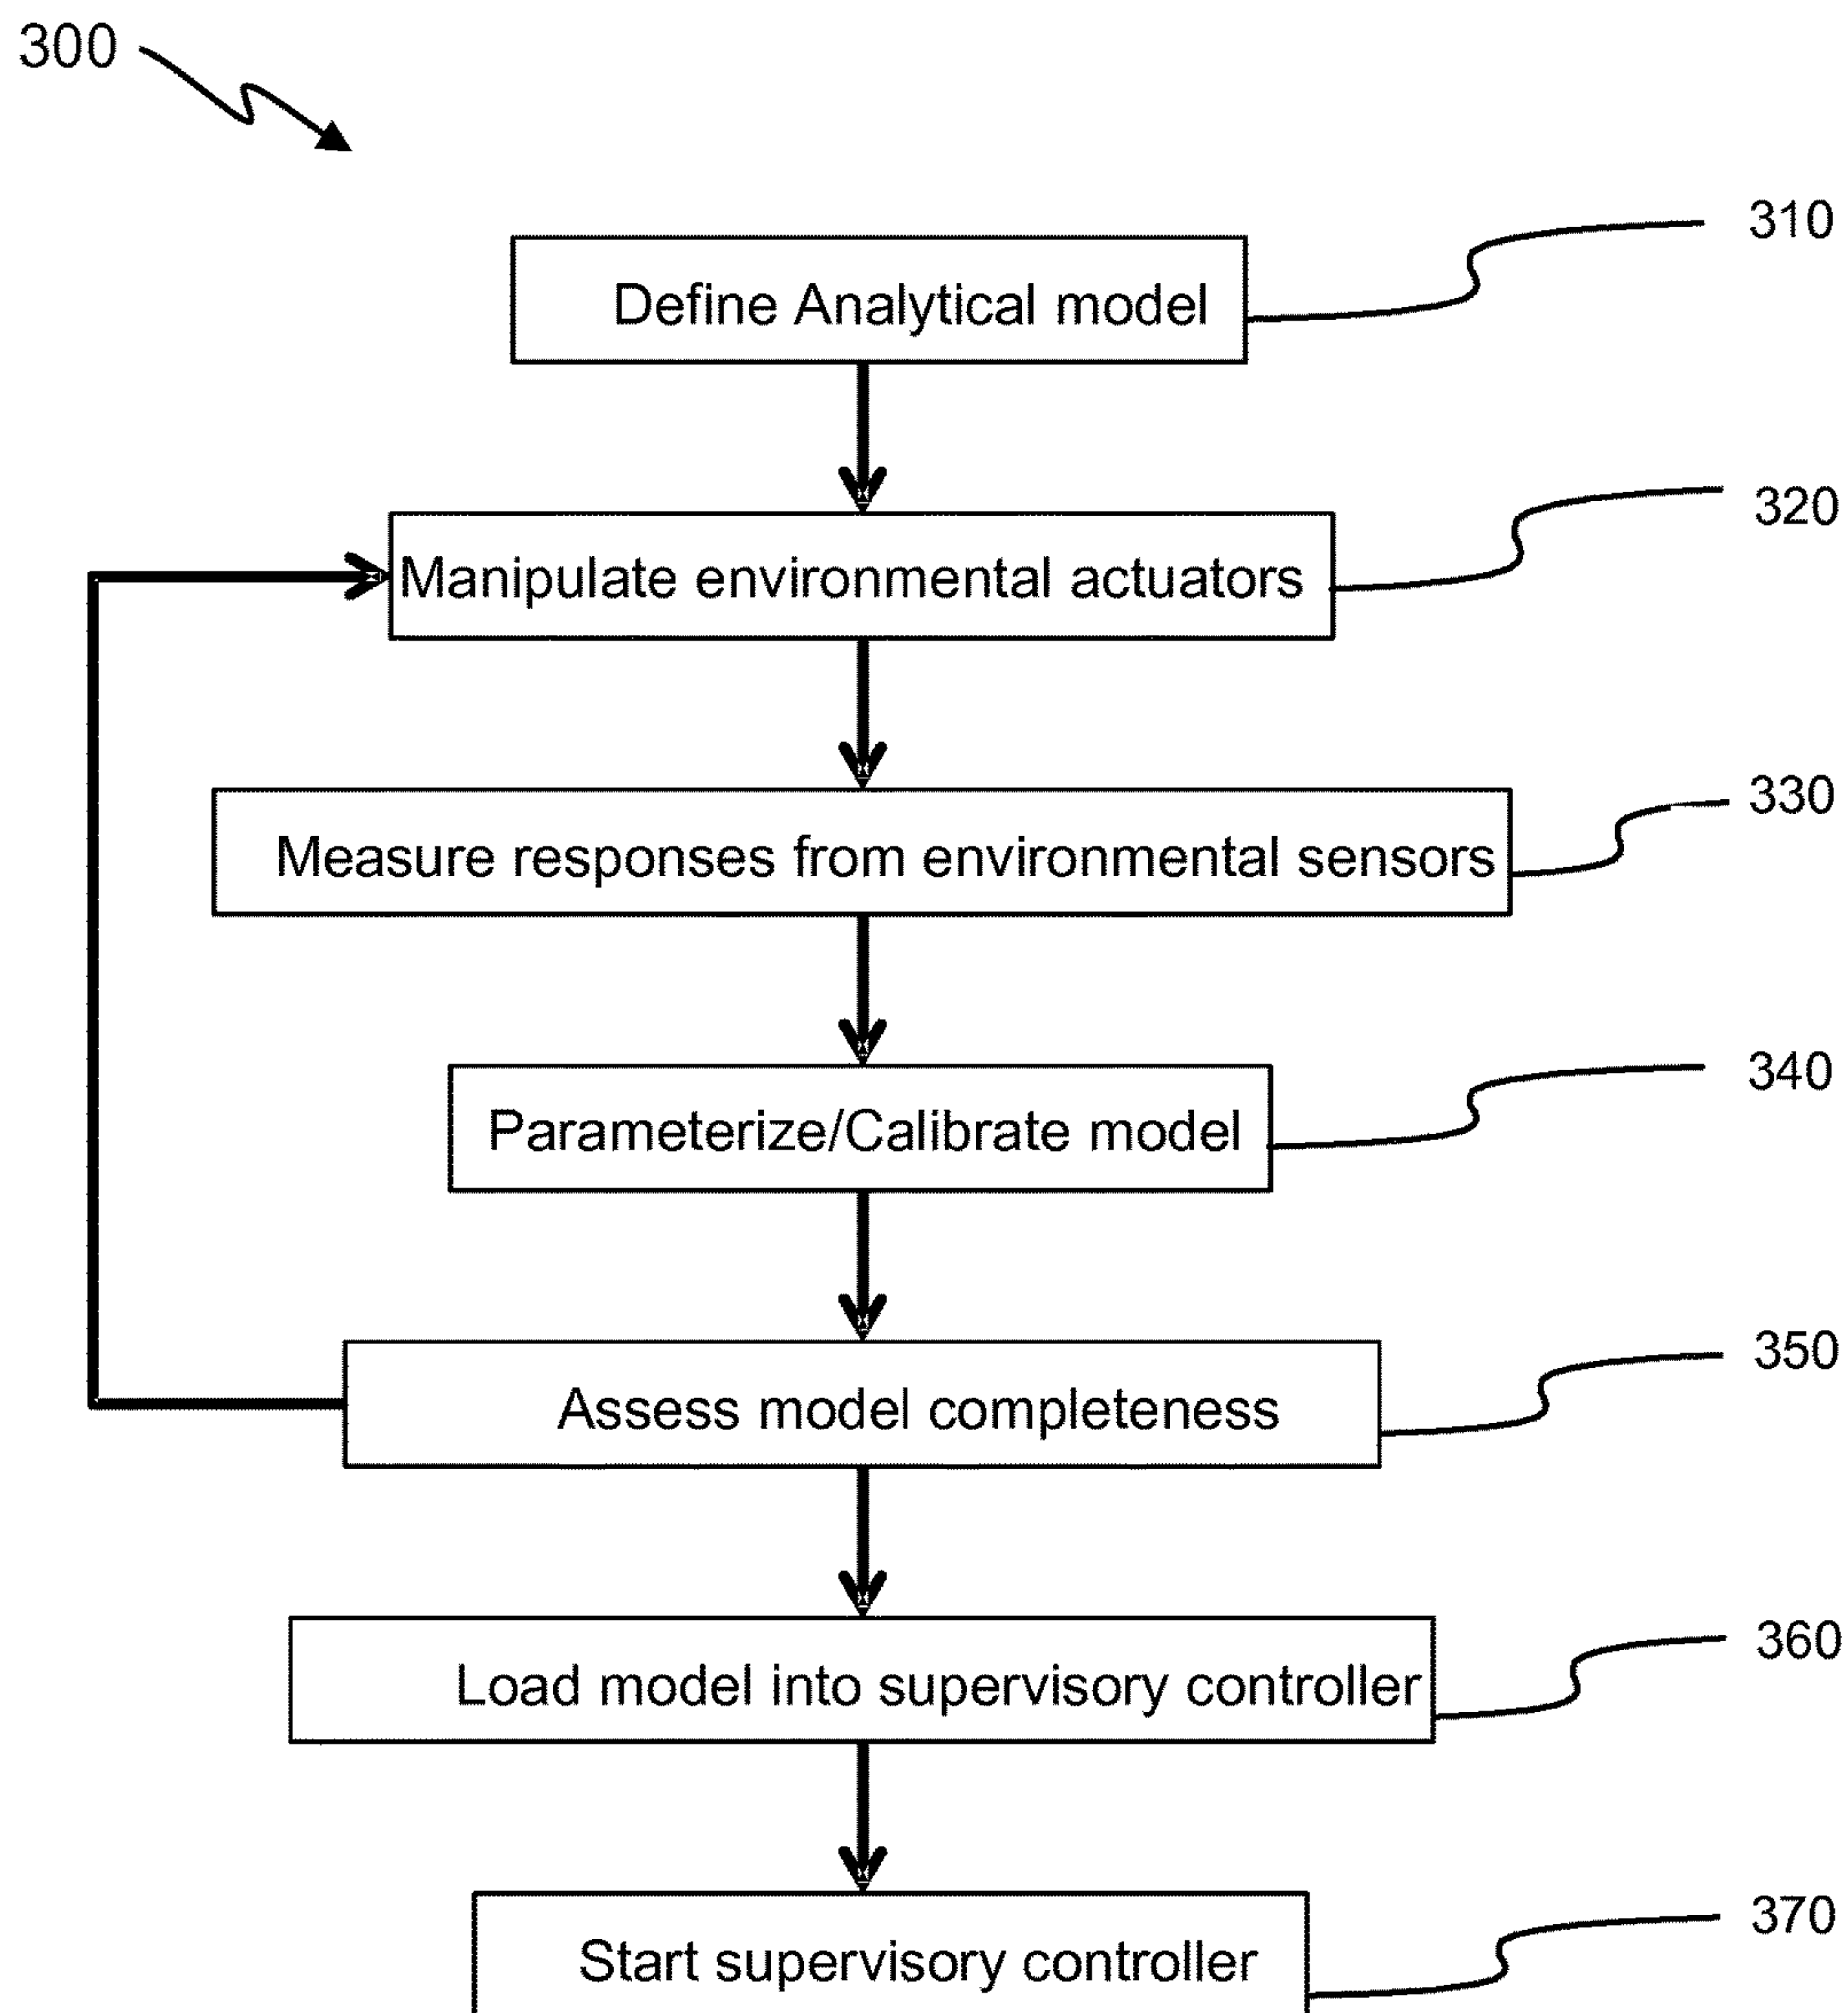 300
310
Define Analytical model
320
Manipulate environmental actuators
330
Measure responses from environmental sensors
340
Parameterize/Calibrate model
350
Assess model completeness
360
Load model into supervisory controller
370
Start supervisory controller